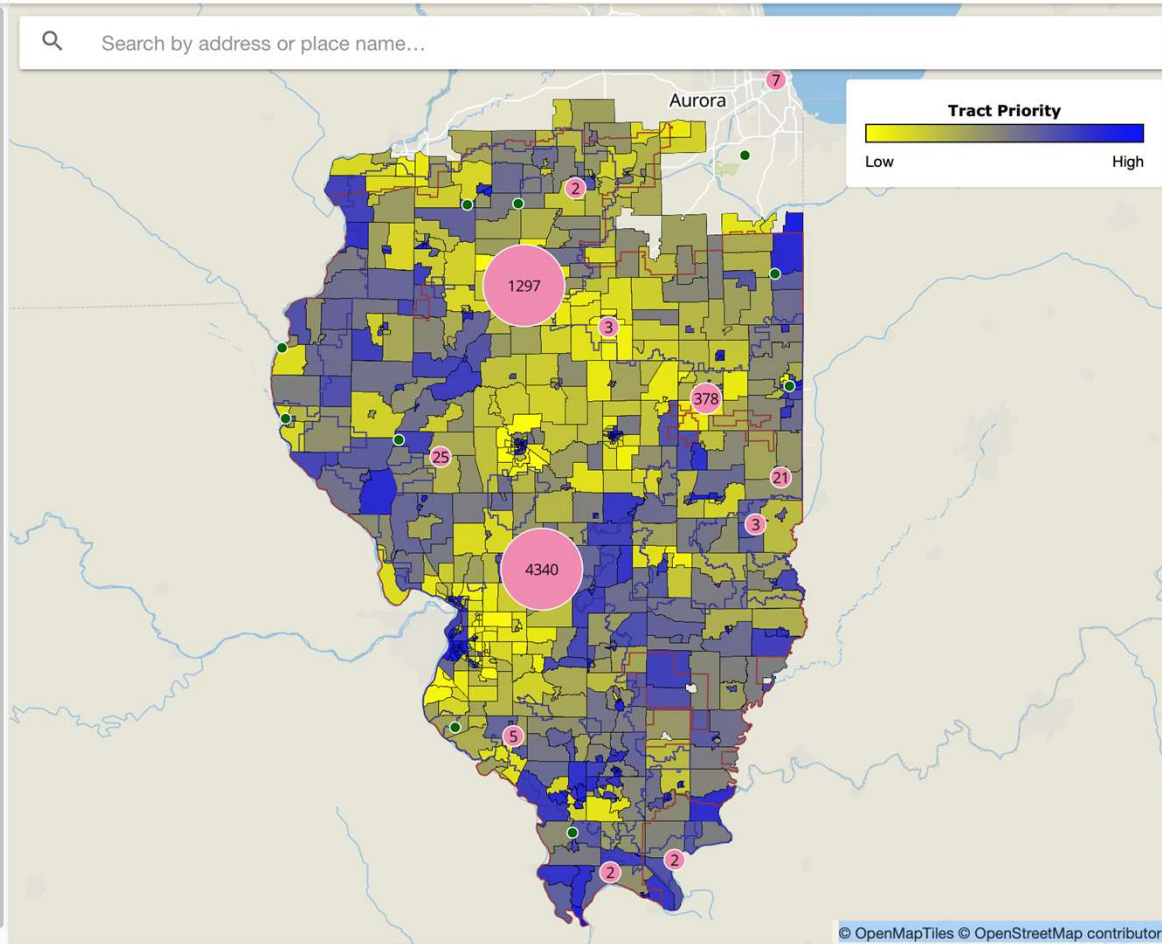 Search by address or place name…
7
Aurora
Tract Priority
Low High
2
1297
3
378
25
21
3
4340
5
2
2
© OpenMapTiles © OpenStreetMap contributor